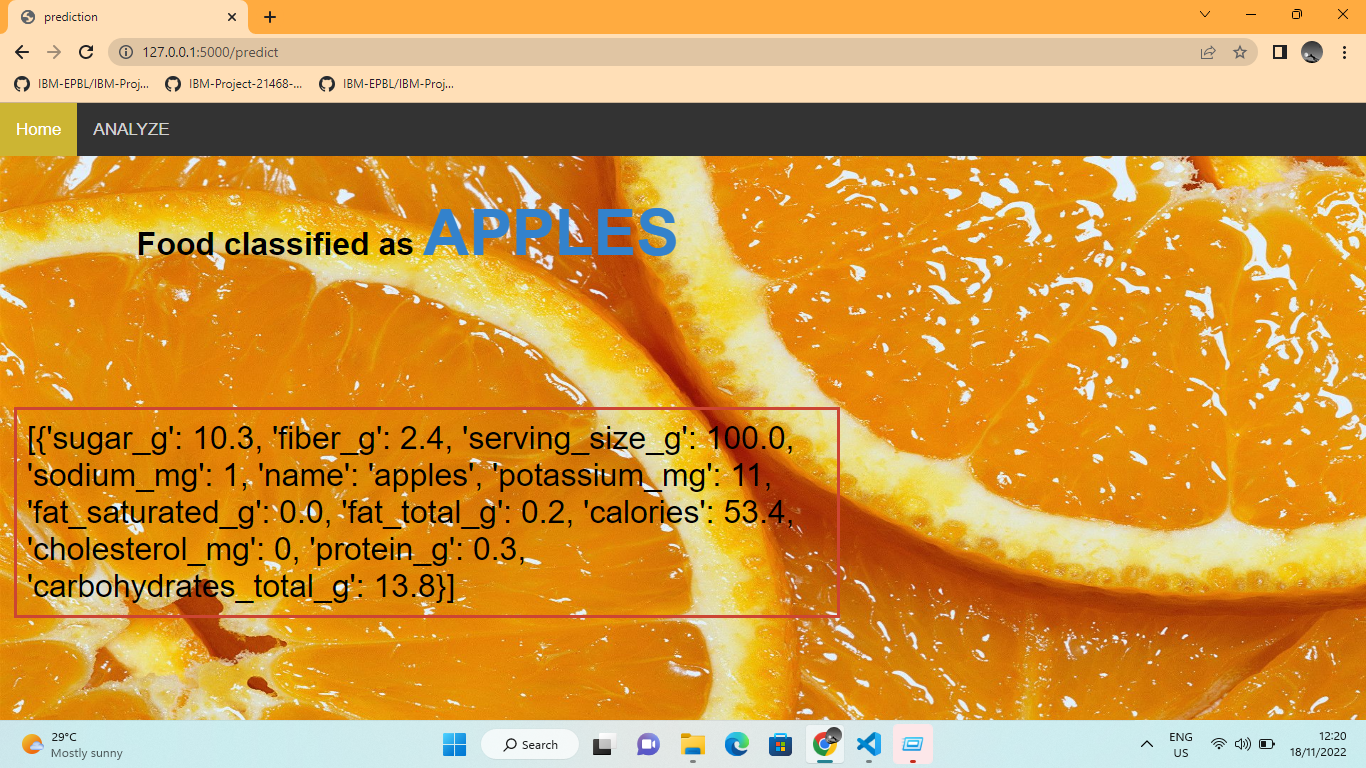 prediction
127.0.0.1:5000/predict
IBM-EPBL/IBM-Proj... IBM-Project-21468-... IBM-EPBL/IBM-Proj...
Home ANALYZE
Food classified as APPLES
[{'sugar_g': 10.3, 'fiber_g': 2.4, 'serving_size_g': 100.0,
'sodium_mg': 1, 'name': 'apples', 'potassium_mg': 11,
'fat_saturated_g': 0.0, 'fat_total_g': 0.2, 'calories': 53.4,
'cholesterol_mg': 0, 'protein_g': 0.3,
'carbohydrates_total_g': 13.8}]
29°C
Mostly sunny
Search
ENG
US
12:20
18/11/2022